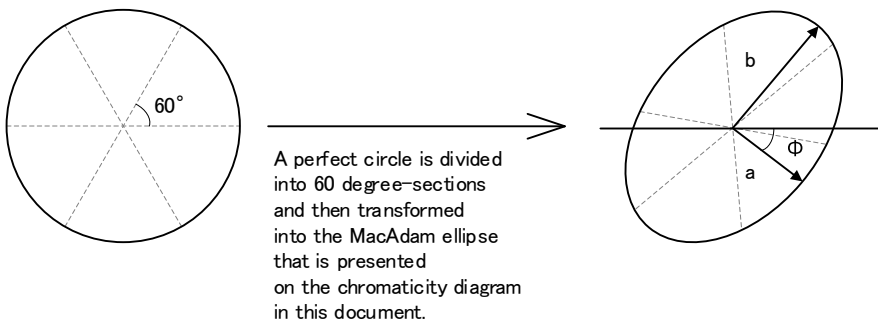 60°
A perfect circle is divided
into 60 degree-sections
and then transformed
into the MacAdam ellipse
that is presented
on the chromaticity diagram
in this document.
b
Φ
a